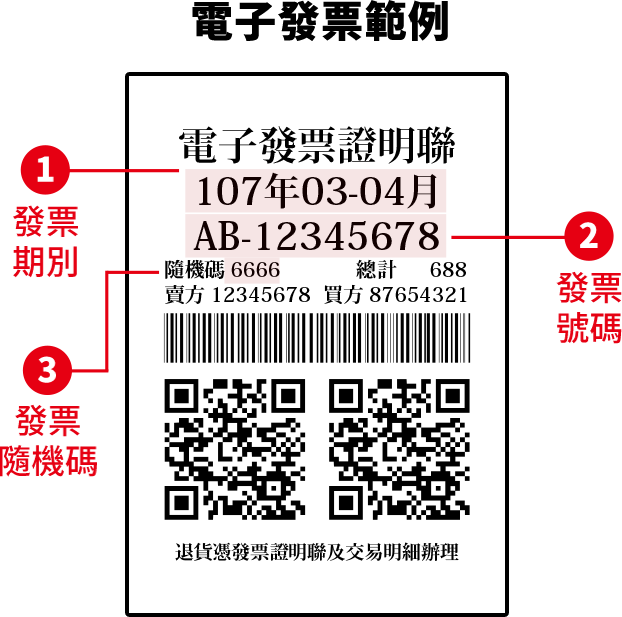 電子發票範例
電子發票證明聯
107年03-04月
AB-12345678
隨機碼 6666 總計 688
賣方 12345678 買方 87654321
退貨憑發票證明聯及交易明細辦理
1
發票
期別
2
發票
號碼
3
發票
隨機碼